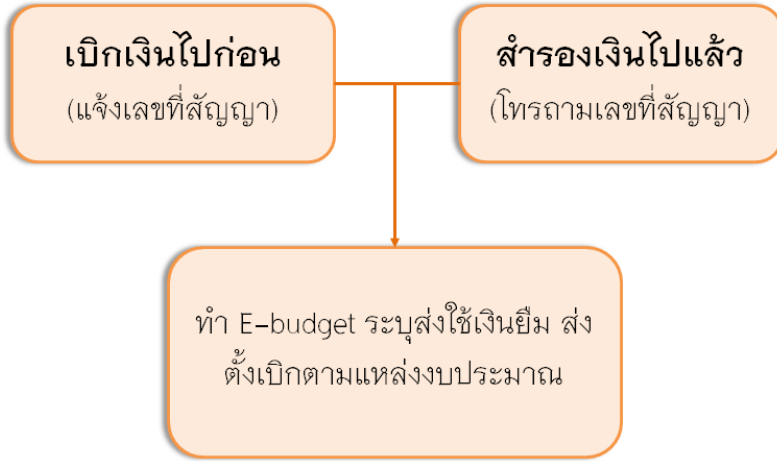 เบิกเงินไปก่อน
(แจ้งเลขที่สัญญา)
สำรองเงินไปแล้ว
(โทรถามเลขที่สัญญา)
ทำ E-budget ระบุส่งใช้เงินยืม ส่ง
ตั้งเบิกตามแหล่งงบประมาณ